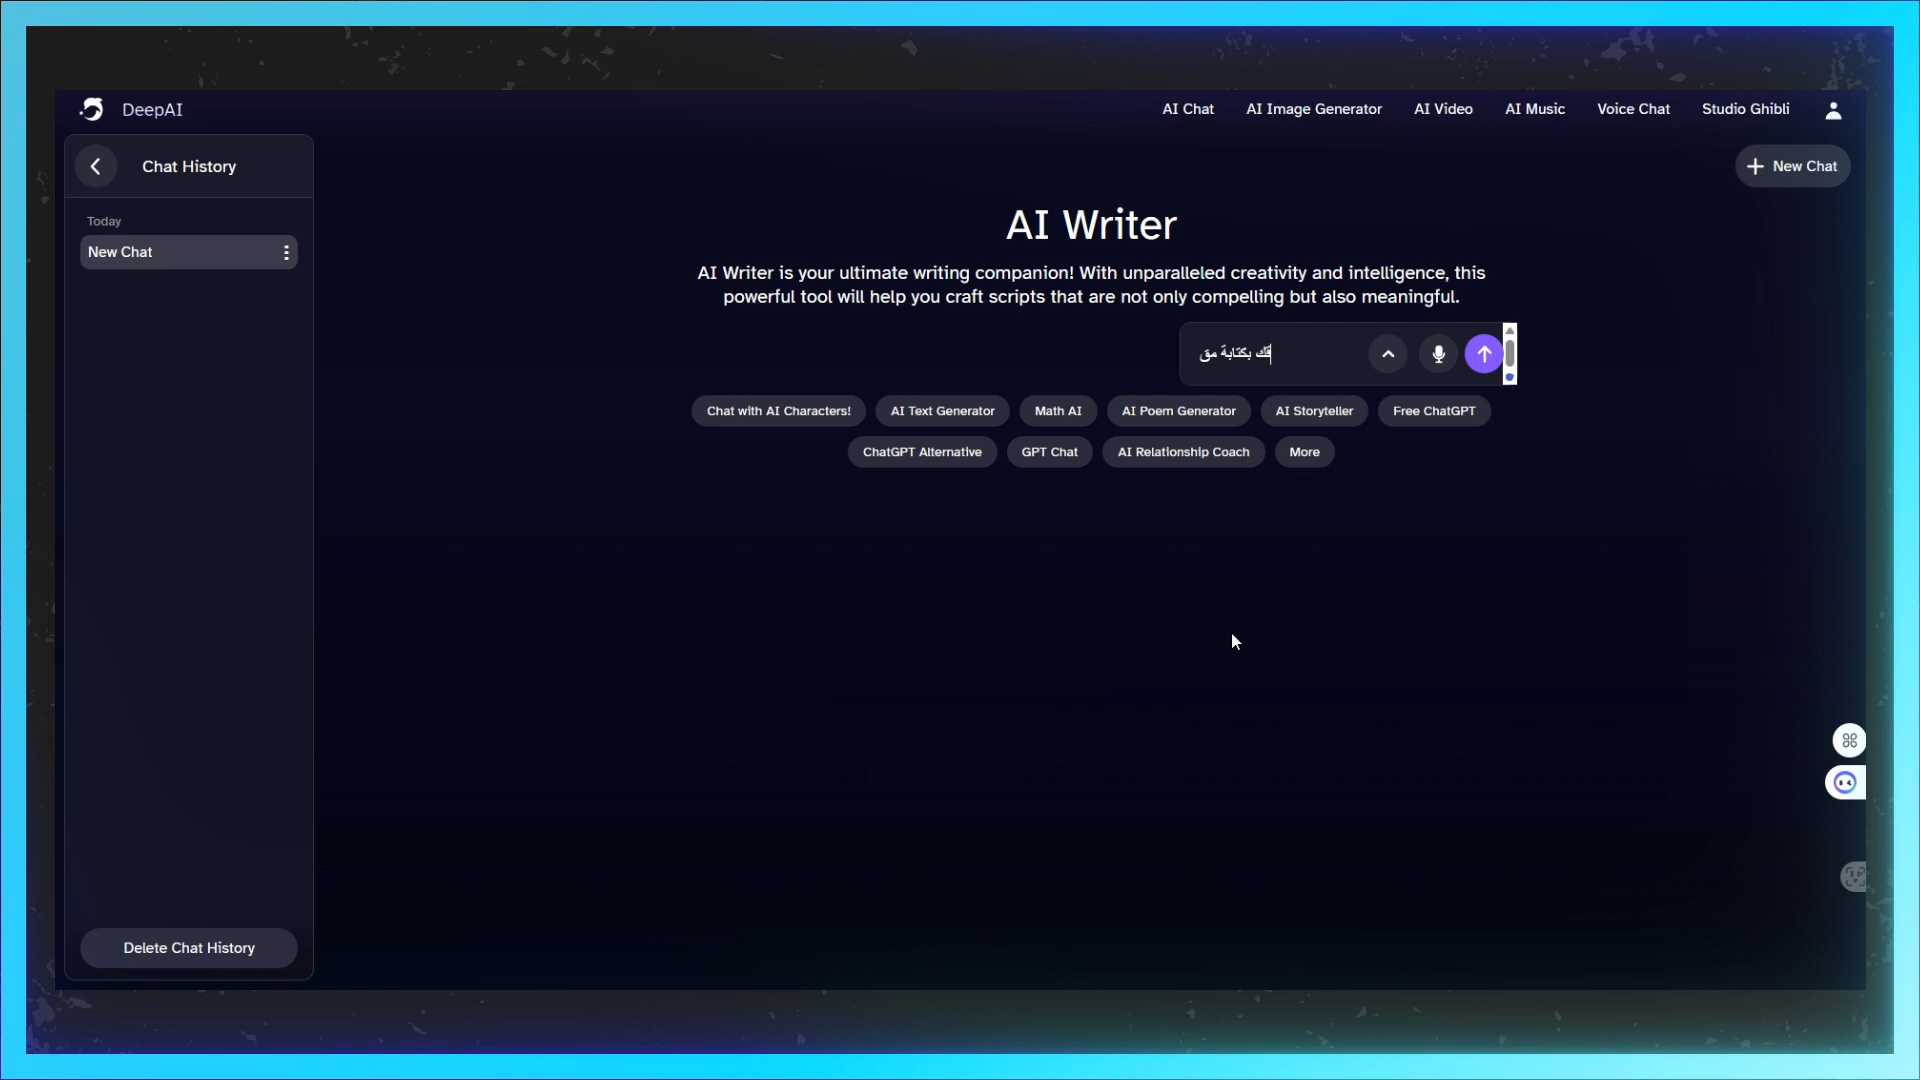 DeepAI
AI Chat
AI Image Generator
AI Video
AI Music
Voice Chat
Studio Ghibli
Chat History
New Chat
Today
New Chat
AI Writer
AI Writer is your ultimate writing companion! With unparalleled creativity and intelligence, this
powerful tool will help you craft scripts that are not only compelling but also meaningful.
بكتابة مق
Chat with AI Characters!
AI Text Generator
Math AI
AI Poem Generator
AI Storyteller
Free ChatGPT
ChatGPT Alternative
GPT Chat
AI Relationship Coach
More
Delete Chat History